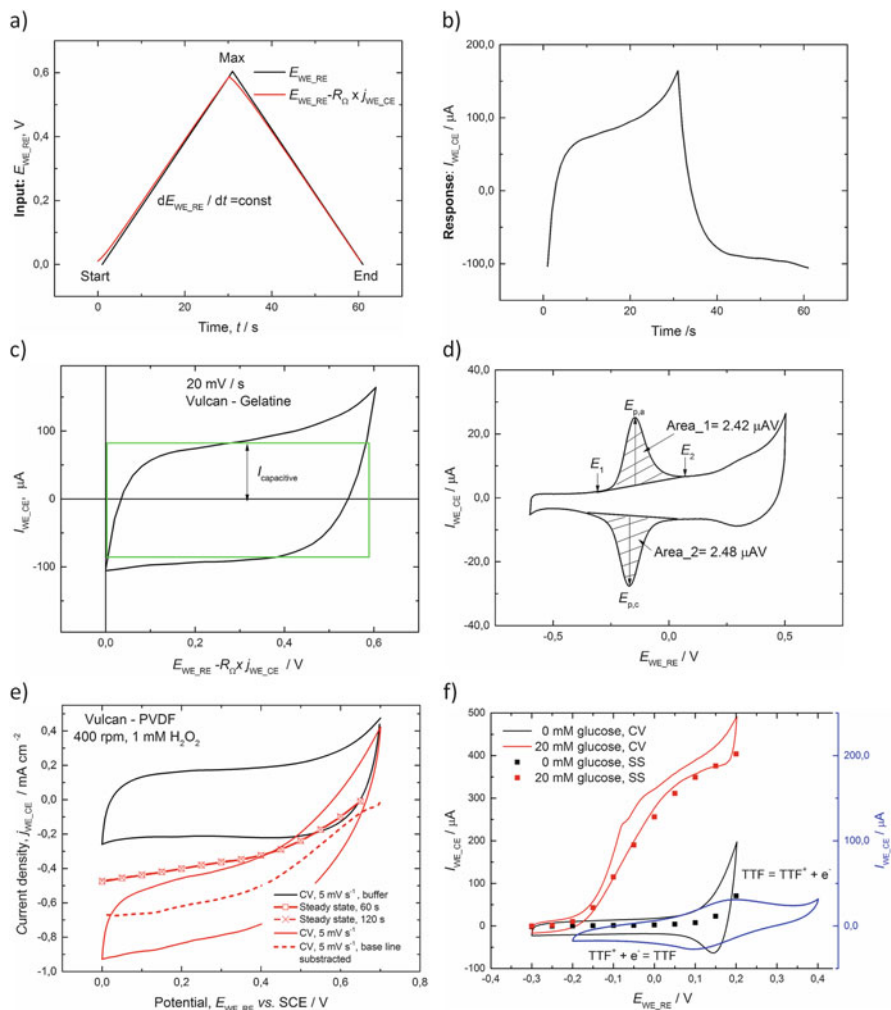 a)
Max
E_WE_RE
E_WE_RE-R_Ω x j_WE_CE
0,6
0,4
0,2
0,0
Input: E_WE_RE, V
dE_WE_RE / dt =const
Start
End
0
20
40
60
Time, t / s
b)
200,0
100,0
0,0
-100,0
Response: I_WE_CE / µA
0
20
40
60
Time /s
c)
20 mV / s
Vulcan - Gelatine
100
0
-100
I_WE_CE, µA
I_capacitive
0,0
0,2
0,4
0,6
E_WE_RE -R_Ωx j_WE_CE / V
d)
40,0
20,0
0,0
-20,0
-40,0
I_WE_CE / µA
E_p,a
Area_1= 2.42 µAV
E_1
E_2
Area_2= 2.48 µAV
E_p,c
-0,5
0,0
0,5
E_WE_RE / V
e)
Vulcan - PVDF
400 rpm, 1 mM H₂O₂
0,4
0,2
0,0
-0,2
-0,4
-0,6
-0,8
-1,0
Current density, j_WE_CE / mA cm⁻²
CV, 5 mV s⁻¹, buffer
Steady state, 60 s
Steady state, 120 s
CV, 5 mV s⁻¹
CV, 5 mV s⁻¹, base line
substracted
0,0
0,2
0,4
0,6
0,8
Potential, E_WE_RE vs. SCE / V
f)
500
400
300
200
100
0
-100
I_WE_CE / µA
0 mM glucose, CV
20 mM glucose, CV
0 mM glucose, SS
20 mM glucose, SS
200,0
100,0
0,0
I_WE_CE / µA
TTF = TTF⁺ + e⁻
TTF⁺ + e⁻ = TTF
-0,3
-0,2
-0,1
0,0
0,1
0,2
0,3
0,4
E_WE_RE / V